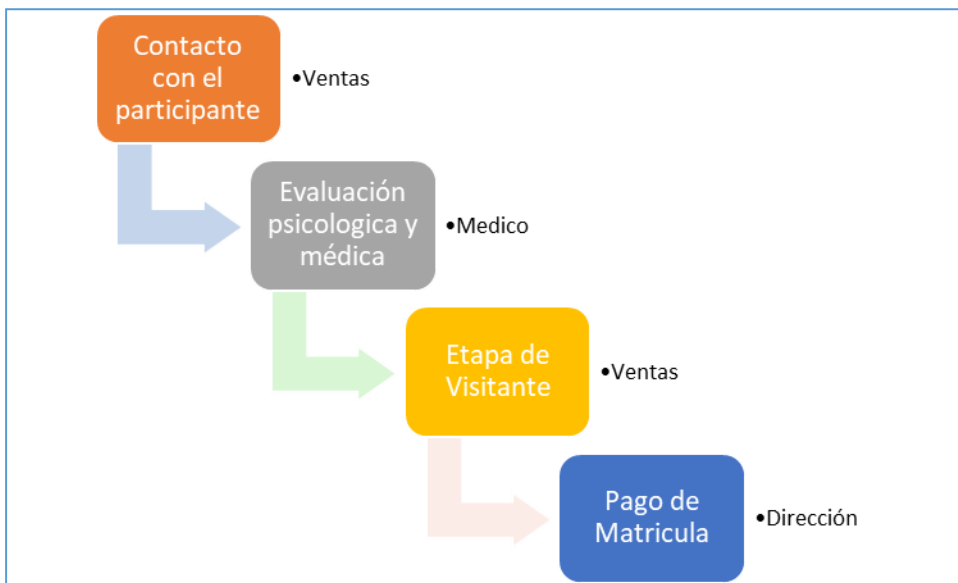 Contacto
con el
participante
•Ventas
Evaluación
psicologica y
médica
•Medico
Etapa de
Visitante
•Ventas
Pago de
Matricula
•Dirección